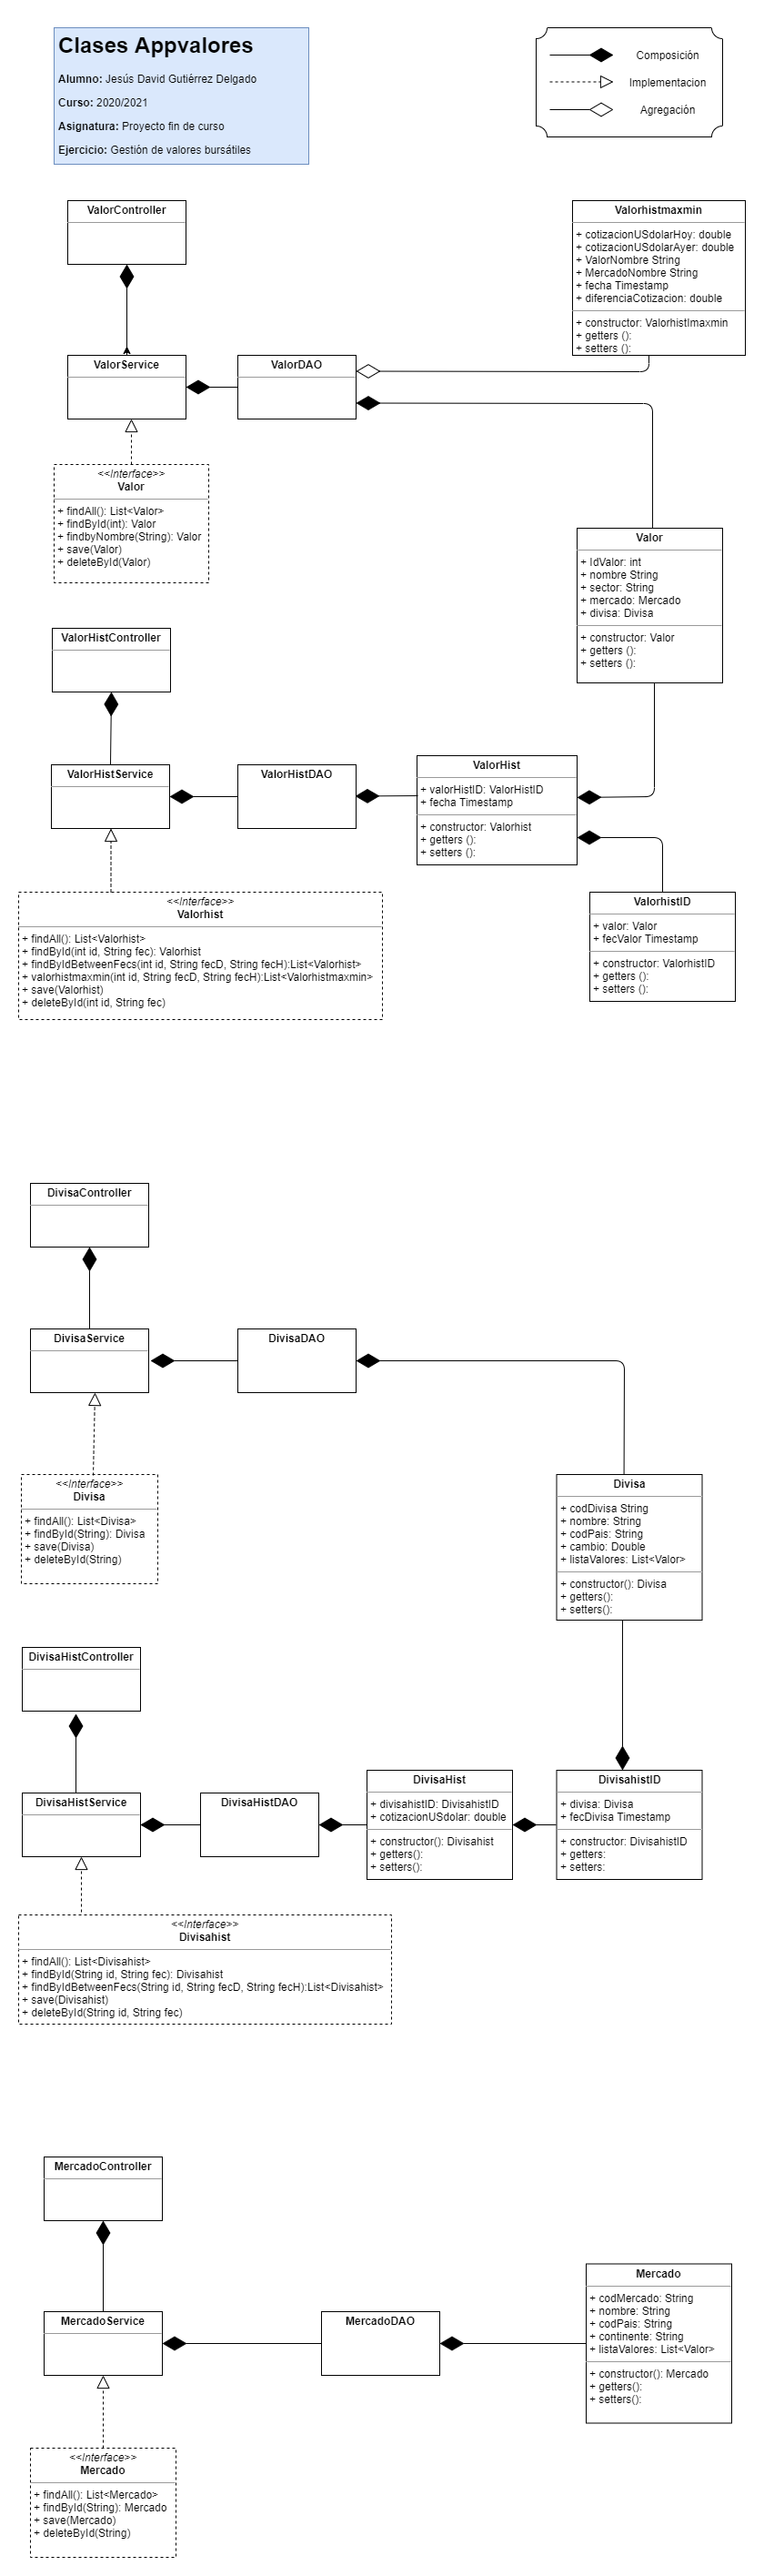 Clases Appvalores
Alumno: Jesús David Gutiérrez Delgado
Curso: 2020/2021
Asignatura: Proyecto fin de curso
Ejercicio: Gestión de valores bursátiles
Composición
Implementacion
Agregación
ValorController
Valorhistmaxmin
+ cotizacionUSdolarHoy: double
+ cotizacionUSdolarAyer: double
+ ValorNombre String
+ MercadoNombre String
+ fecha Timestamp
+ diferenciaCotizacion: double
+ constructor: ValorhistImaxmin
+ getters ():
+ setters ():
ValorService
ValorDAO
<<Interface>>
Valor
+ findAll(): List<Valor>
+ findById(int): Valor
+ findbyNombre(String): Valor
+ save(Valor)
+ deleteById(Valor)
Valor
+ IdValor: int
+ nombre String
+ sector: String
+ mercado: Mercado
+ divisa: Divisa
+ constructor: Valor
+ getters ():
+ setters ():
ValorHistController
ValorHistService
ValorHistDAO
ValorHist
+ valorHistID: ValorHistID
+ fecha Timestamp
+ constructor: Valorhist
+ getters ():
+ setters ():
<<Interface>>
Valorhist
+ findAll(): List<Valorhist>
+ findById(int id, String fec): Valorhist
+ findByIdBetweenFecs(int id, String fecD, String fecH):List<Valorhist>
+ valorhistmaxmin(int id, String fecD, String fecH):List<Valorhistmaxmin>
+ save(Valorhist)
+ deleteById(int id, String fec)
ValorhistID
+ valor: Valor
+ fecValor Timestamp
+ constructor: ValorhistID
+ getters ():
+ setters ():
DivisaController
DivisaService
DivisaDAO
<<Interface>>
Divisa
+ findAll(): List<Divisa>
+ findById(String): Divisa
+ save(Divisa)
+ deleteById(String)
Divisa
+ codDivisa String
+ nombre: String
+ codPais: String
+ cambio: Double
+ listaValores: List<Valor>
+ constructor(): Divisa
+ getters():
+ setters():
DivisaHistController
DivisaHistService
DivisaHistDAO
DivisaHist
+ divisahistID: DivisahistID
+ cotizacionUSdolar: double
+ constructor(): Divisahist
+ getters():
+ setters():
DivisahistID
+ divisa: Divisa
+ fecDivisa Timestamp
+ constructor: DivisahistID
+ getters:
+ setters:
<<Interface>>
Divisahist
+ findAll(): List<Divisahist>
+ findById(String id, String fec): Divisahist
+ findByIdBetweenFecs(String id, String fecD, String fecH):List<Divisahist>
+ save(Divisahist)
+ deleteById(String id, String fec)
MercadoController
MercadoService
MercadoDAO
Mercado
+ codMercado: String
+ nombre: String
+ codPais: String
+ continente: String
+ listaValores: List<Valor>
+ constructor(): Mercado
+ getters():
+ setters():
<<Interface>>
Mercado
+ findAll(): List<Mercado>
+ findById(String): Mercado
+ save(Mercado)
+ deleteById(String)